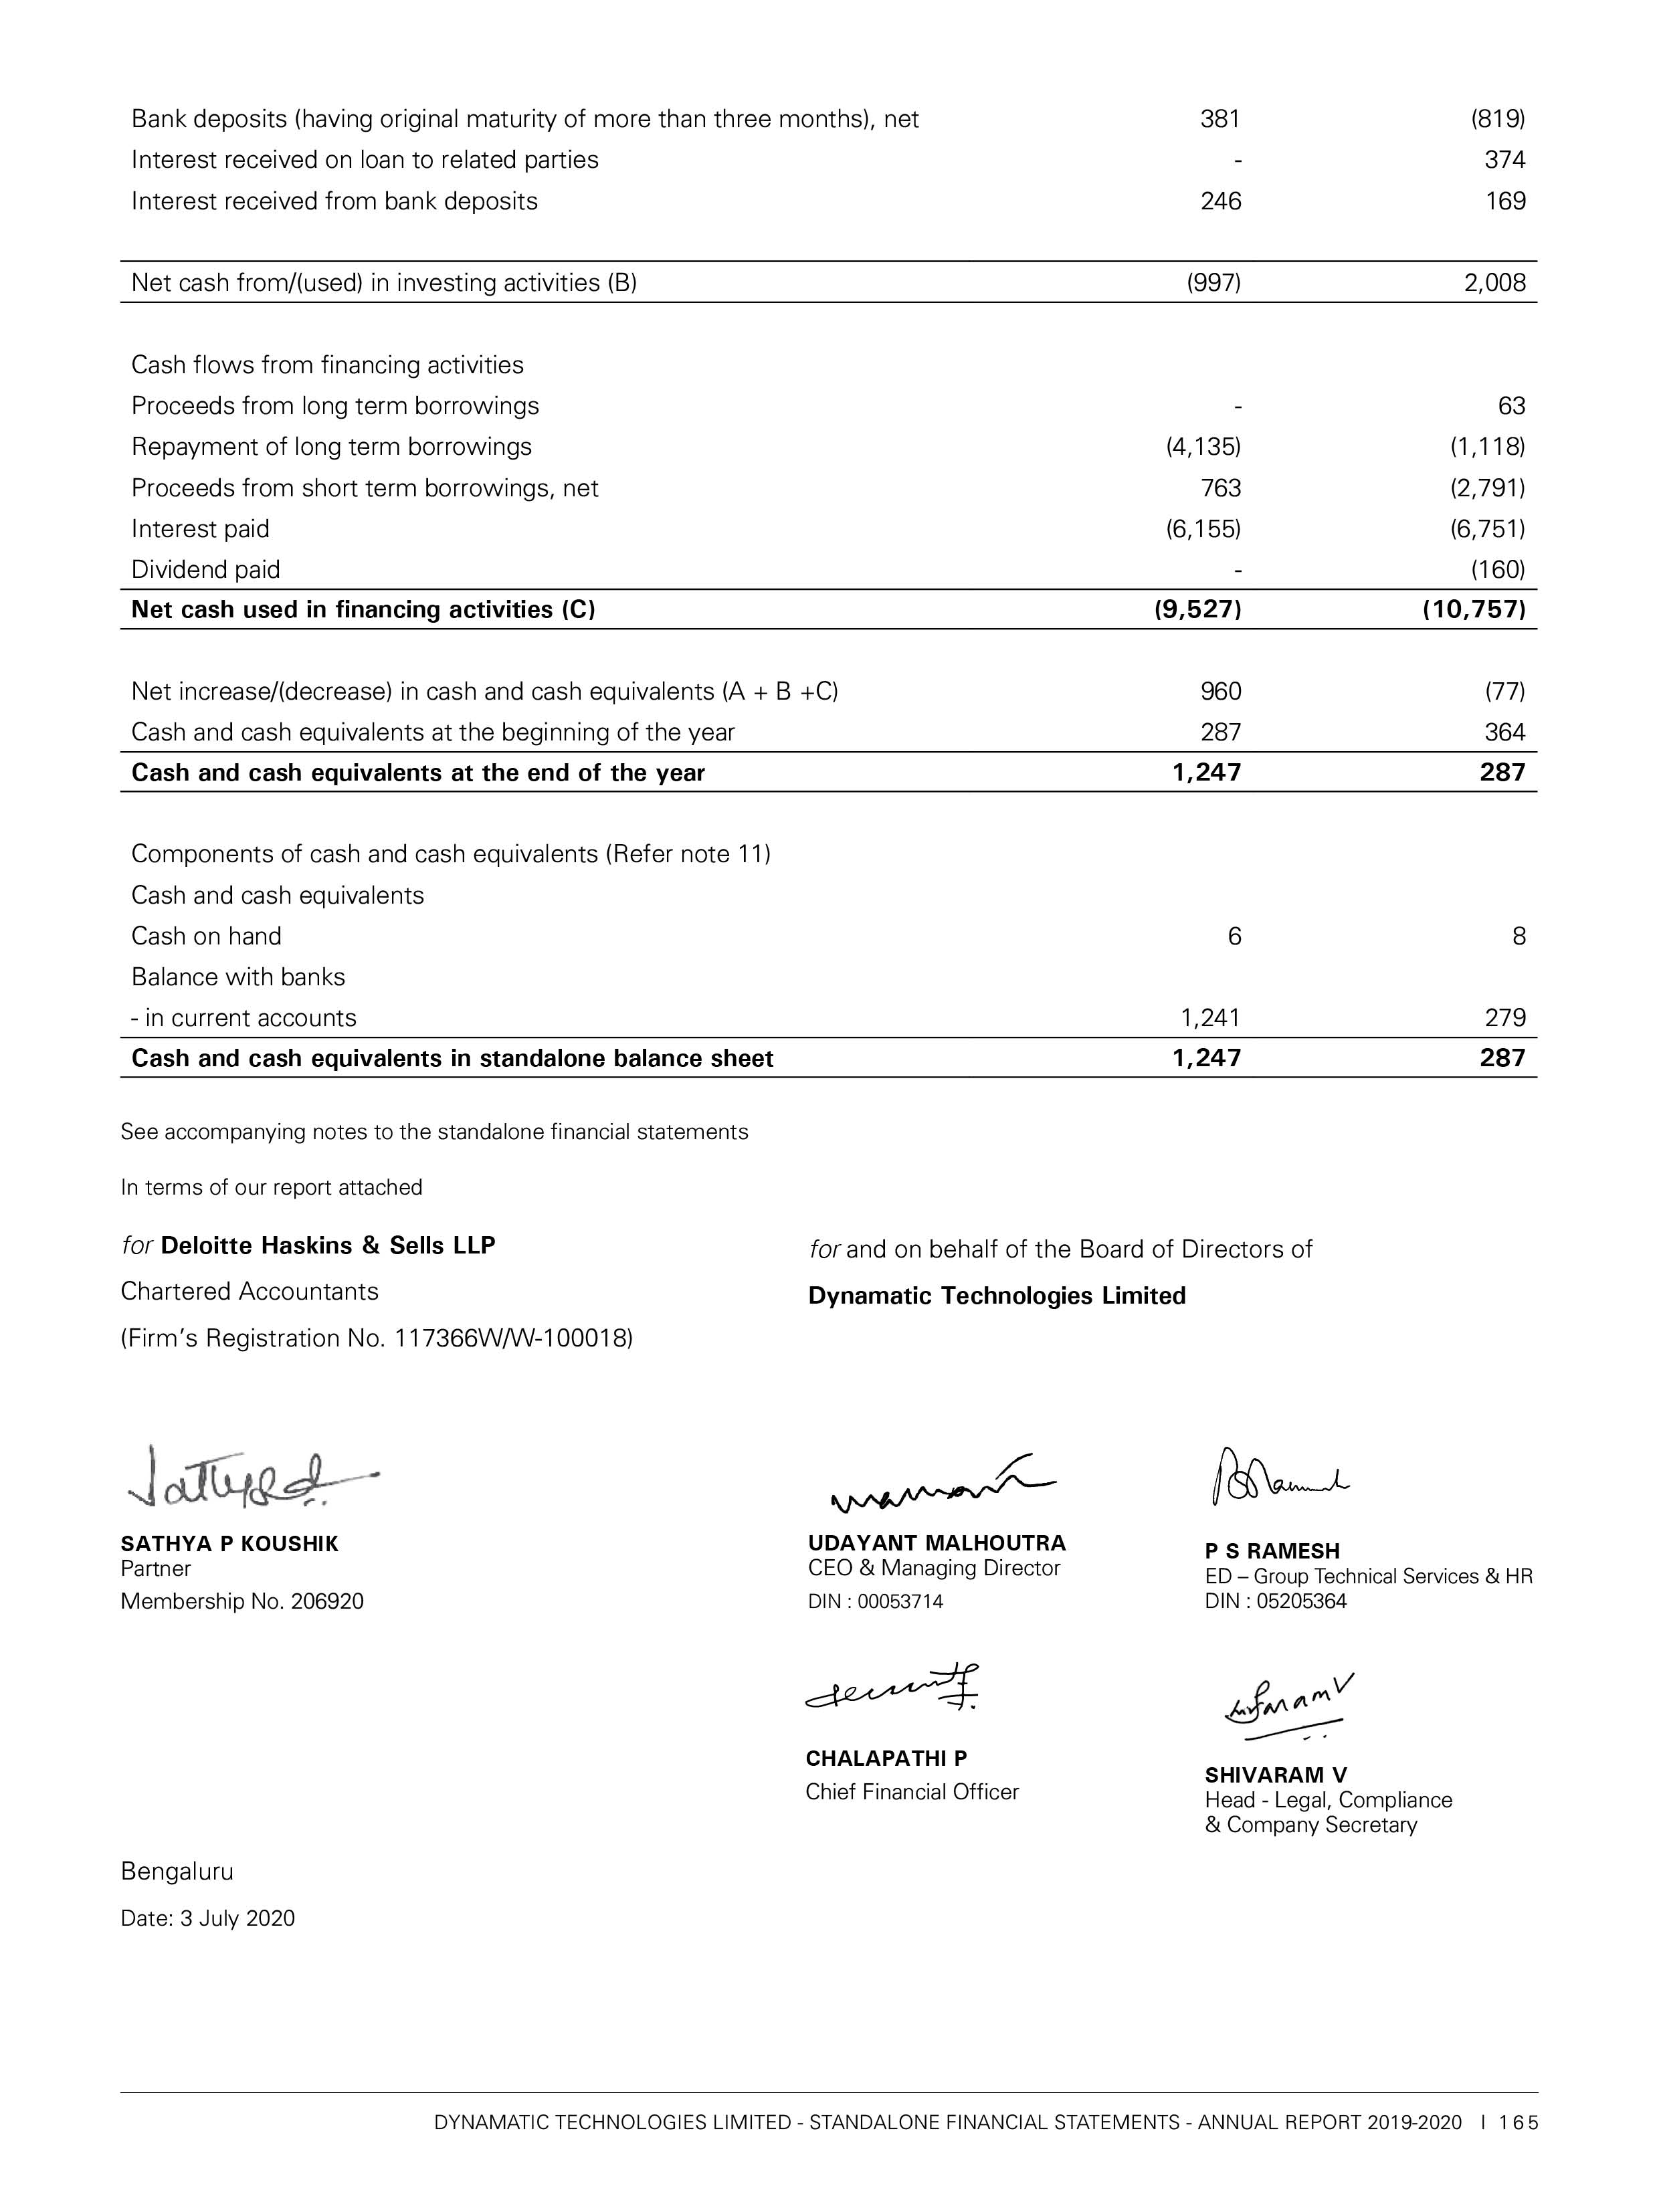 Bank deposits (having original maturity of more than three months), net 381 (819)
Interest received on loan to related parties - 374
Interest received from bank deposits 246 169
Net cash from/(used) in investing activities (B) (997) 2,008
Cash flows from financing activities
Proceeds from long term borrowings - 63
Repayment of long term borrowings (4,135) (1,118)
Proceeds from short term borrowings, net 763 (2,791)
Interest paid (6,155) (6,751)
Dividend paid - (160)
Net cash used in financing activities (C) (9,527) (10,757)
Net increase/(decrease) in cash and cash equivalents (A + B +C) 960 (77)
Cash and cash equivalents at the beginning of the year 287 364
Cash and cash equivalents at the end of the year 1,247 287
Components of cash and cash equivalents (Refer note 11)
Cash and cash equivalents
Cash on hand 6 8
Balance with banks
- in current accounts 1,241 279
Cash and cash equivalents in standalone balance sheet 1,247 287
See accompanying notes to the standalone financial statements
In terms of our report attached
for Deloitte Haskins & Sells LLP
Chartered Accountants
(Firm's Registration No. 117366W/W-100018)
for and on behalf of the Board of Directors of
Dynamatic Technologies Limited
SATHYA P KOUSHIK
Partner
Membership No. 206920
UDAYANT MALHOUTRA
CEO & Managing Director
DIN : 00053714
P S RAMESH
ED – Group Technical Services & HR
DIN : 05205364
CHALAPATHI P
Chief Financial Officer
SHIVARAM V
Head - Legal, Compliance
& Company Secretary
Bengaluru
Date: 3 July 2020
DYNAMATIC TECHNOLOGIES LIMITED - STANDALONE FINANCIAL STATEMENTS - ANNUAL REPORT 2019-2020 | 165